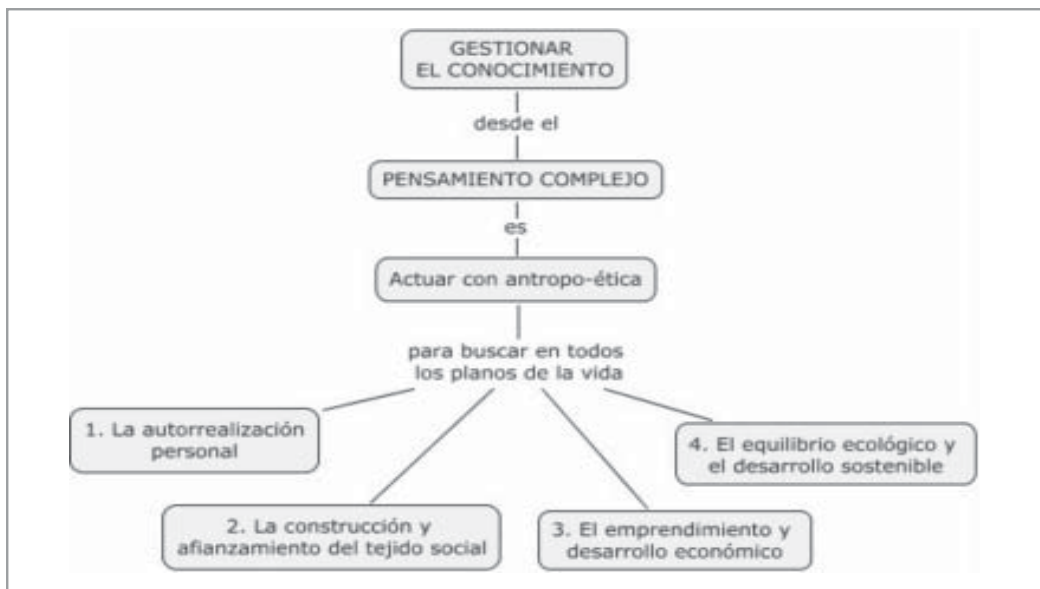 GESTIONAR
EL CONOCIMIENTO
desde el
PENSAMIENTO COMPLEJO
es
Actuar con antropo-ética
para buscar en todos
los planos de la vida
1. La autorrealización
personal
2. La construcción y
afianzamiento del tejido social
3. El emprendimiento y
desarrollo económico
4. El equilibrio ecológico y
el desarrollo sostenible